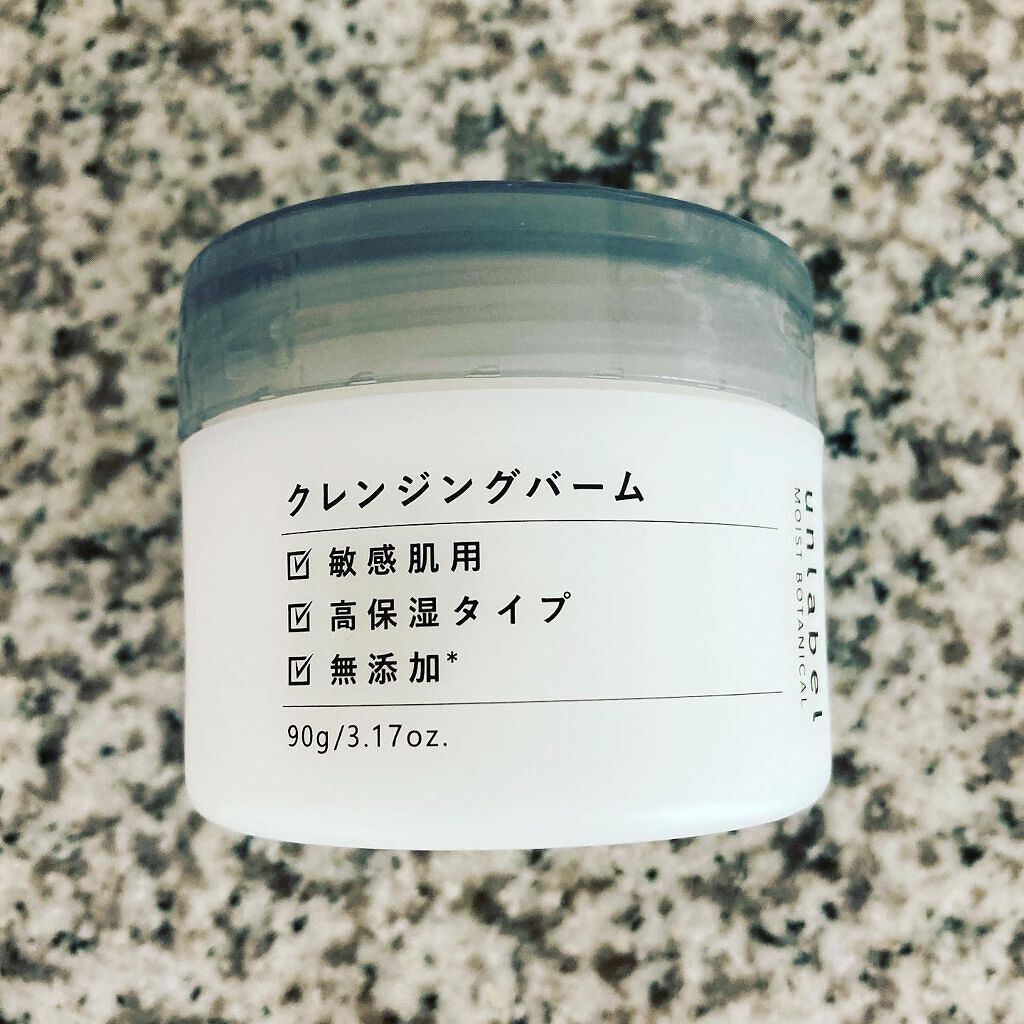 クレンジングバーム
敏感肌用
高保湿タイプ
無添加*
90g/3.17oz.
unlabel
MOIST BOTANICAL